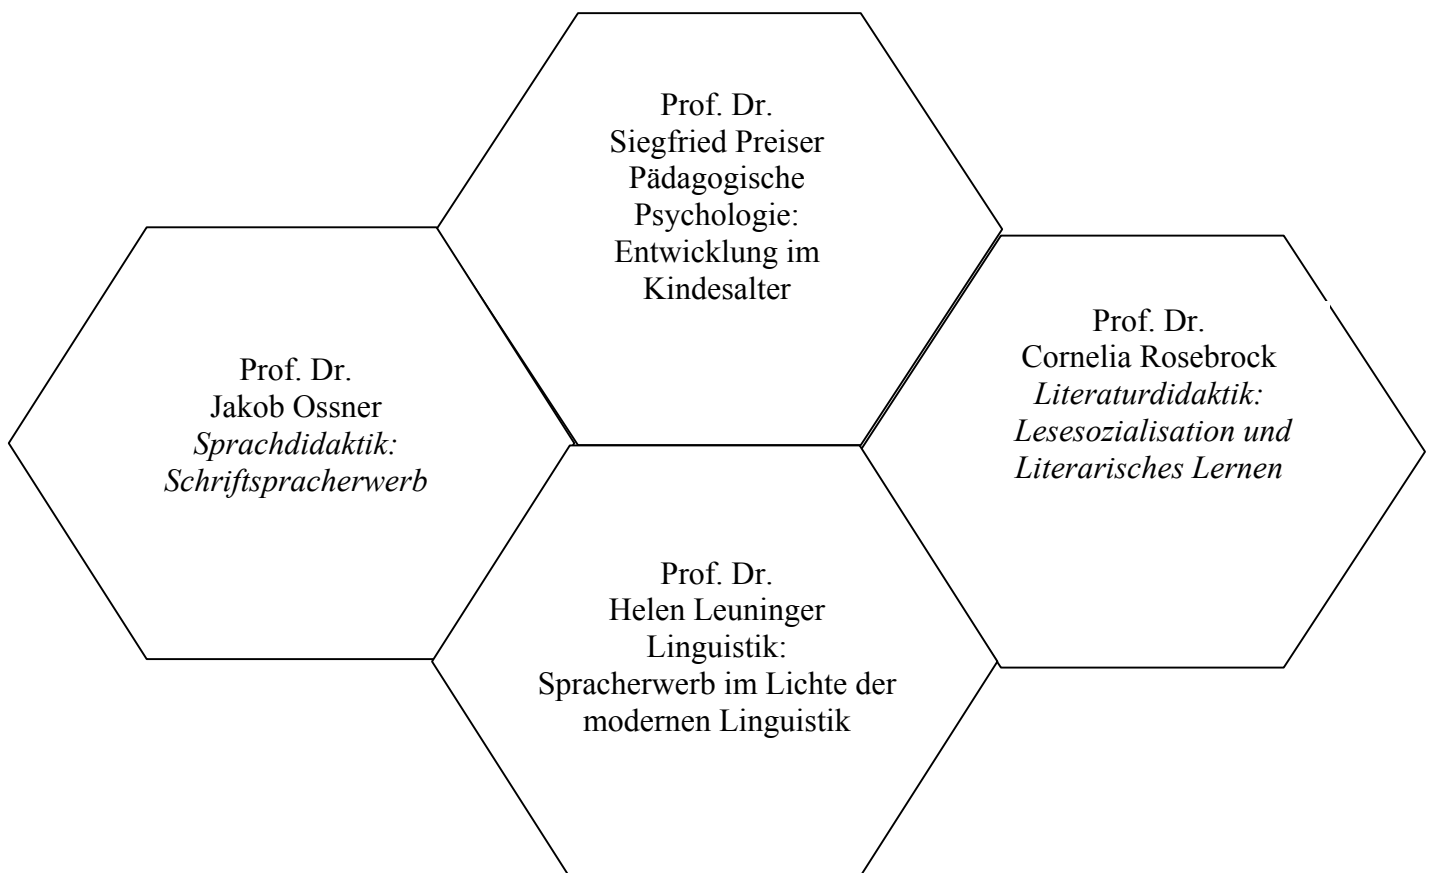 Prof. Dr.
Siegfried Preiser
Pädagogische
Psychologie:
Entwicklung im
Kindesalter
Prof. Dr.
Jakob Ossner
Sprachdidaktik:
Schriftspracherwerb
Prof. Dr.
Cornelia Rosebrock
Literaturdidaktik:
Lesesozialisation und
Literarisches Lernen
Prof. Dr.
Helen Leuninger
Linguistik:
Spracherwerb im Lichte der
modernen Linguistik